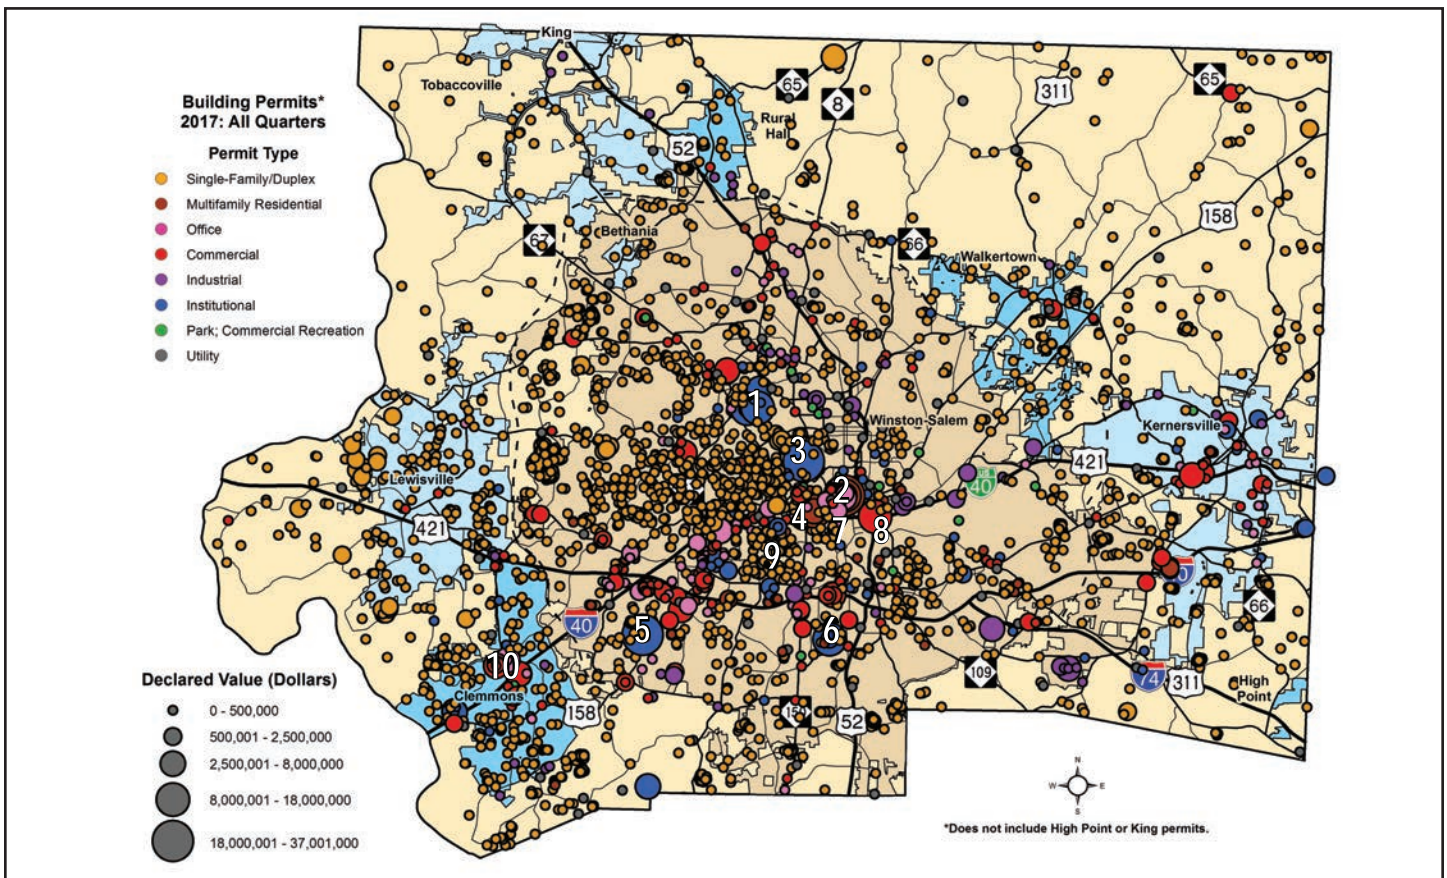 Building Permits*
2017: All Quarters
Permit Type
Single-Family/Duplex
Multifamily Residential
Office
Commercial
Industrial
Institutional
Park; Commercial Recreation
Utility
Declared Value (Dollars)
0 - 500,000
500,001 - 2,500,000
2,500,001 - 8,000,000
8,000,001 - 18,000,000
18,000,001 - 37,001,000
King
Tobaccoville
65
8
Rural
Hall
311
65
52
158
67
Bethania
66
Walkertown
1
Winston-Salem
Kernersville
3
421
Lewisville
40
2
4
7
8
421
9
66
40
5
6
10
109
74
311
High
Point
Clemmons
158
150
52
N
W
E
S
*Does not include High Point or King permits.